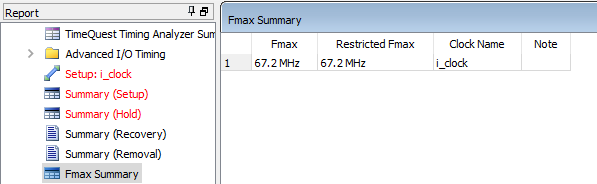 Report
TimeQuest Timing Analyzer Sum
Advanced I/O Timing
Setup: i_clock
Summary (Setup)
Summary (Hold)
Summary (Recovery)
Summary (Removal)
Fmax Summary
Fmax Summary
Fmax Restricted Fmax Clock Name Note
1 67.2 MHz 67.2 MHz i_clock